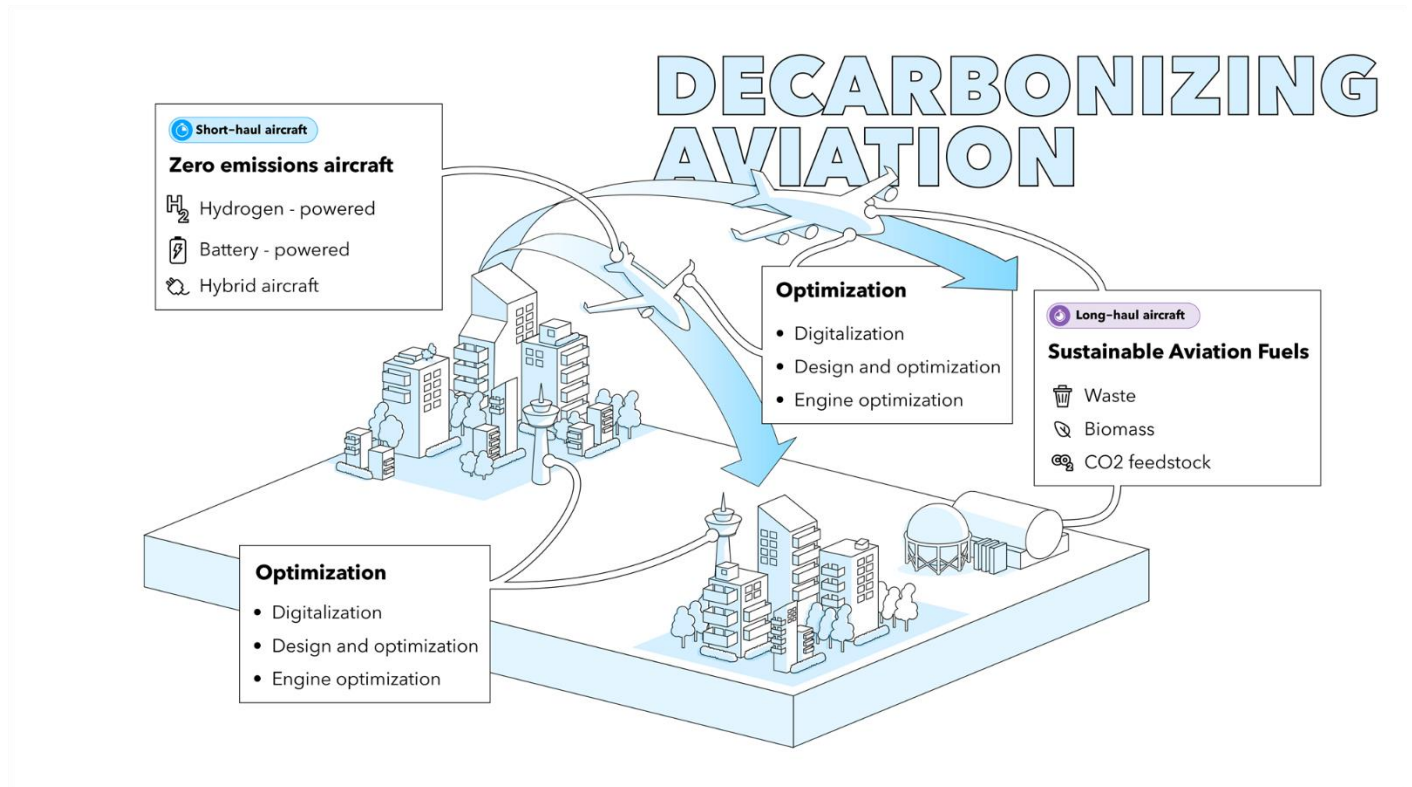 DECARBONIZING
AVIATION
Short-haul aircraft
Zero emissions aircraft
H2 Hydrogen - powered
Battery - powered
Hybrid aircraft
Optimization
• Digitalization
• Design and optimization
• Engine optimization
Long-haul aircraft
Sustainable Aviation Fuels
Waste
Biomass
CO2 CO2 feedstock
Optimization
• Digitalization
• Design and optimization
• Engine optimization